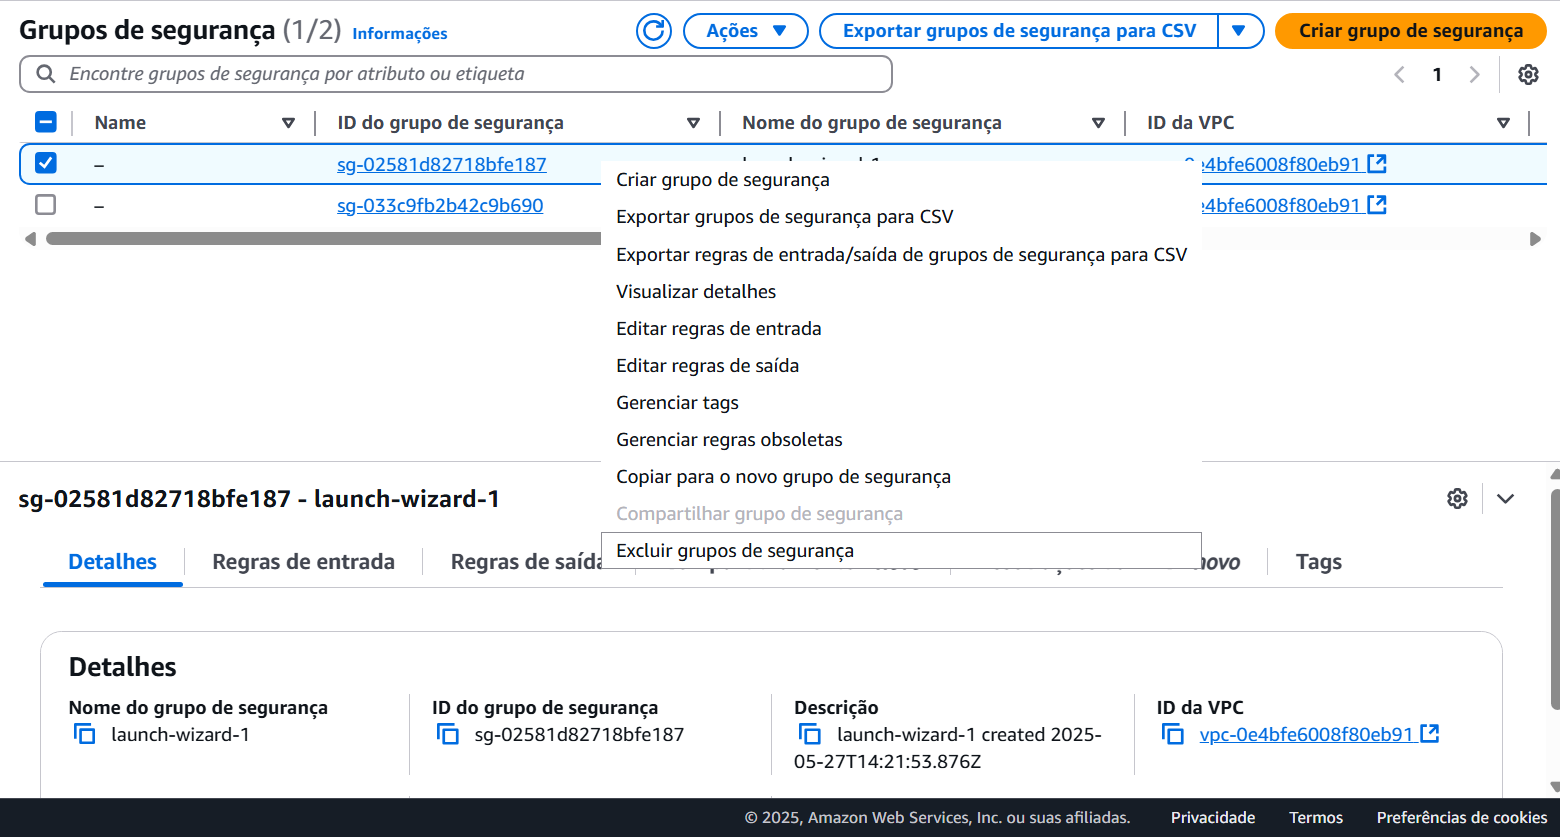 Grupos de segurança (1/2) Informações
Ações
Exportar grupos de segurança para CSV
Criar grupo de segurança
Encontre grupos de segurança por atributo ou etiqueta
1
Name ID do grupo de segurança Nome do grupo de segurança ID da VPC
– sg-02581d82718bfe187 0e4bfe6008f80eb91
– sg-033c9fb2b42c9b690 e4bfe6008f80eb91
Criar grupo de segurança
Exportar grupos de segurança para CSV
Exportar regras de entrada/saída de grupos de segurança para CSV
Visualizar detalhes
Editar regras de entrada
Editar regras de saída
Gerenciar tags
Gerenciar regras obsoletas
Copiar para o novo grupo de segurança
Compartilhar grupo de segurança
Excluir grupos de segurança
sg-02581d82718bfe187 - launch-wizard-1
Detalhes Regras de entrada Regras de saída novo Tags
Detalhes
Nome do grupo de segurança
launch-wizard-1
ID do grupo de segurança
sg-02581d82718bfe187
Descrição
launch-wizard-1 created 2025-
05-27T14:21:53.876Z
ID da VPC
vpc-0e4bfe6008f80eb91
© 2025, Amazon Web Services, Inc. ou suas afiliadas. Privacidade Termos Preferências de cookies